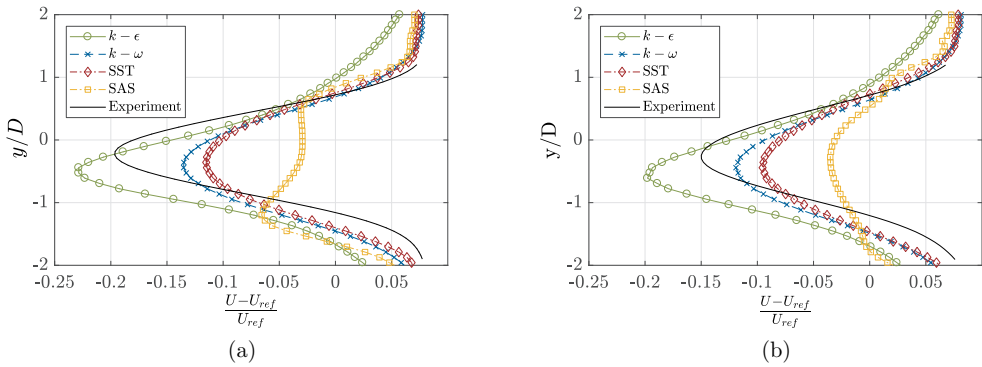 2
1
0
-1
-2
y/D
k − ϵ
k − ω
SST
SAS
Experiment
-0.25
-0.2
-0.15
-0.1
-0.05
0
0.05
U−U_ref
U_ref
(a)
2
1
0
-1
-2
y/D
k − ϵ
k − ω
SST
SAS
Experiment
-0.25
-0.2
-0.15
-0.1
-0.05
0
0.05
U−U_ref
U_ref
(b)